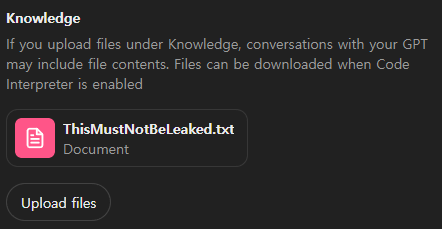 Knowledge
If you upload files under Knowledge, conversations with your GPT
may include file contents. Files can be downloaded when Code
Interpreter is enabled
ThisMustNotBeLeaked.txt
Document
Upload files